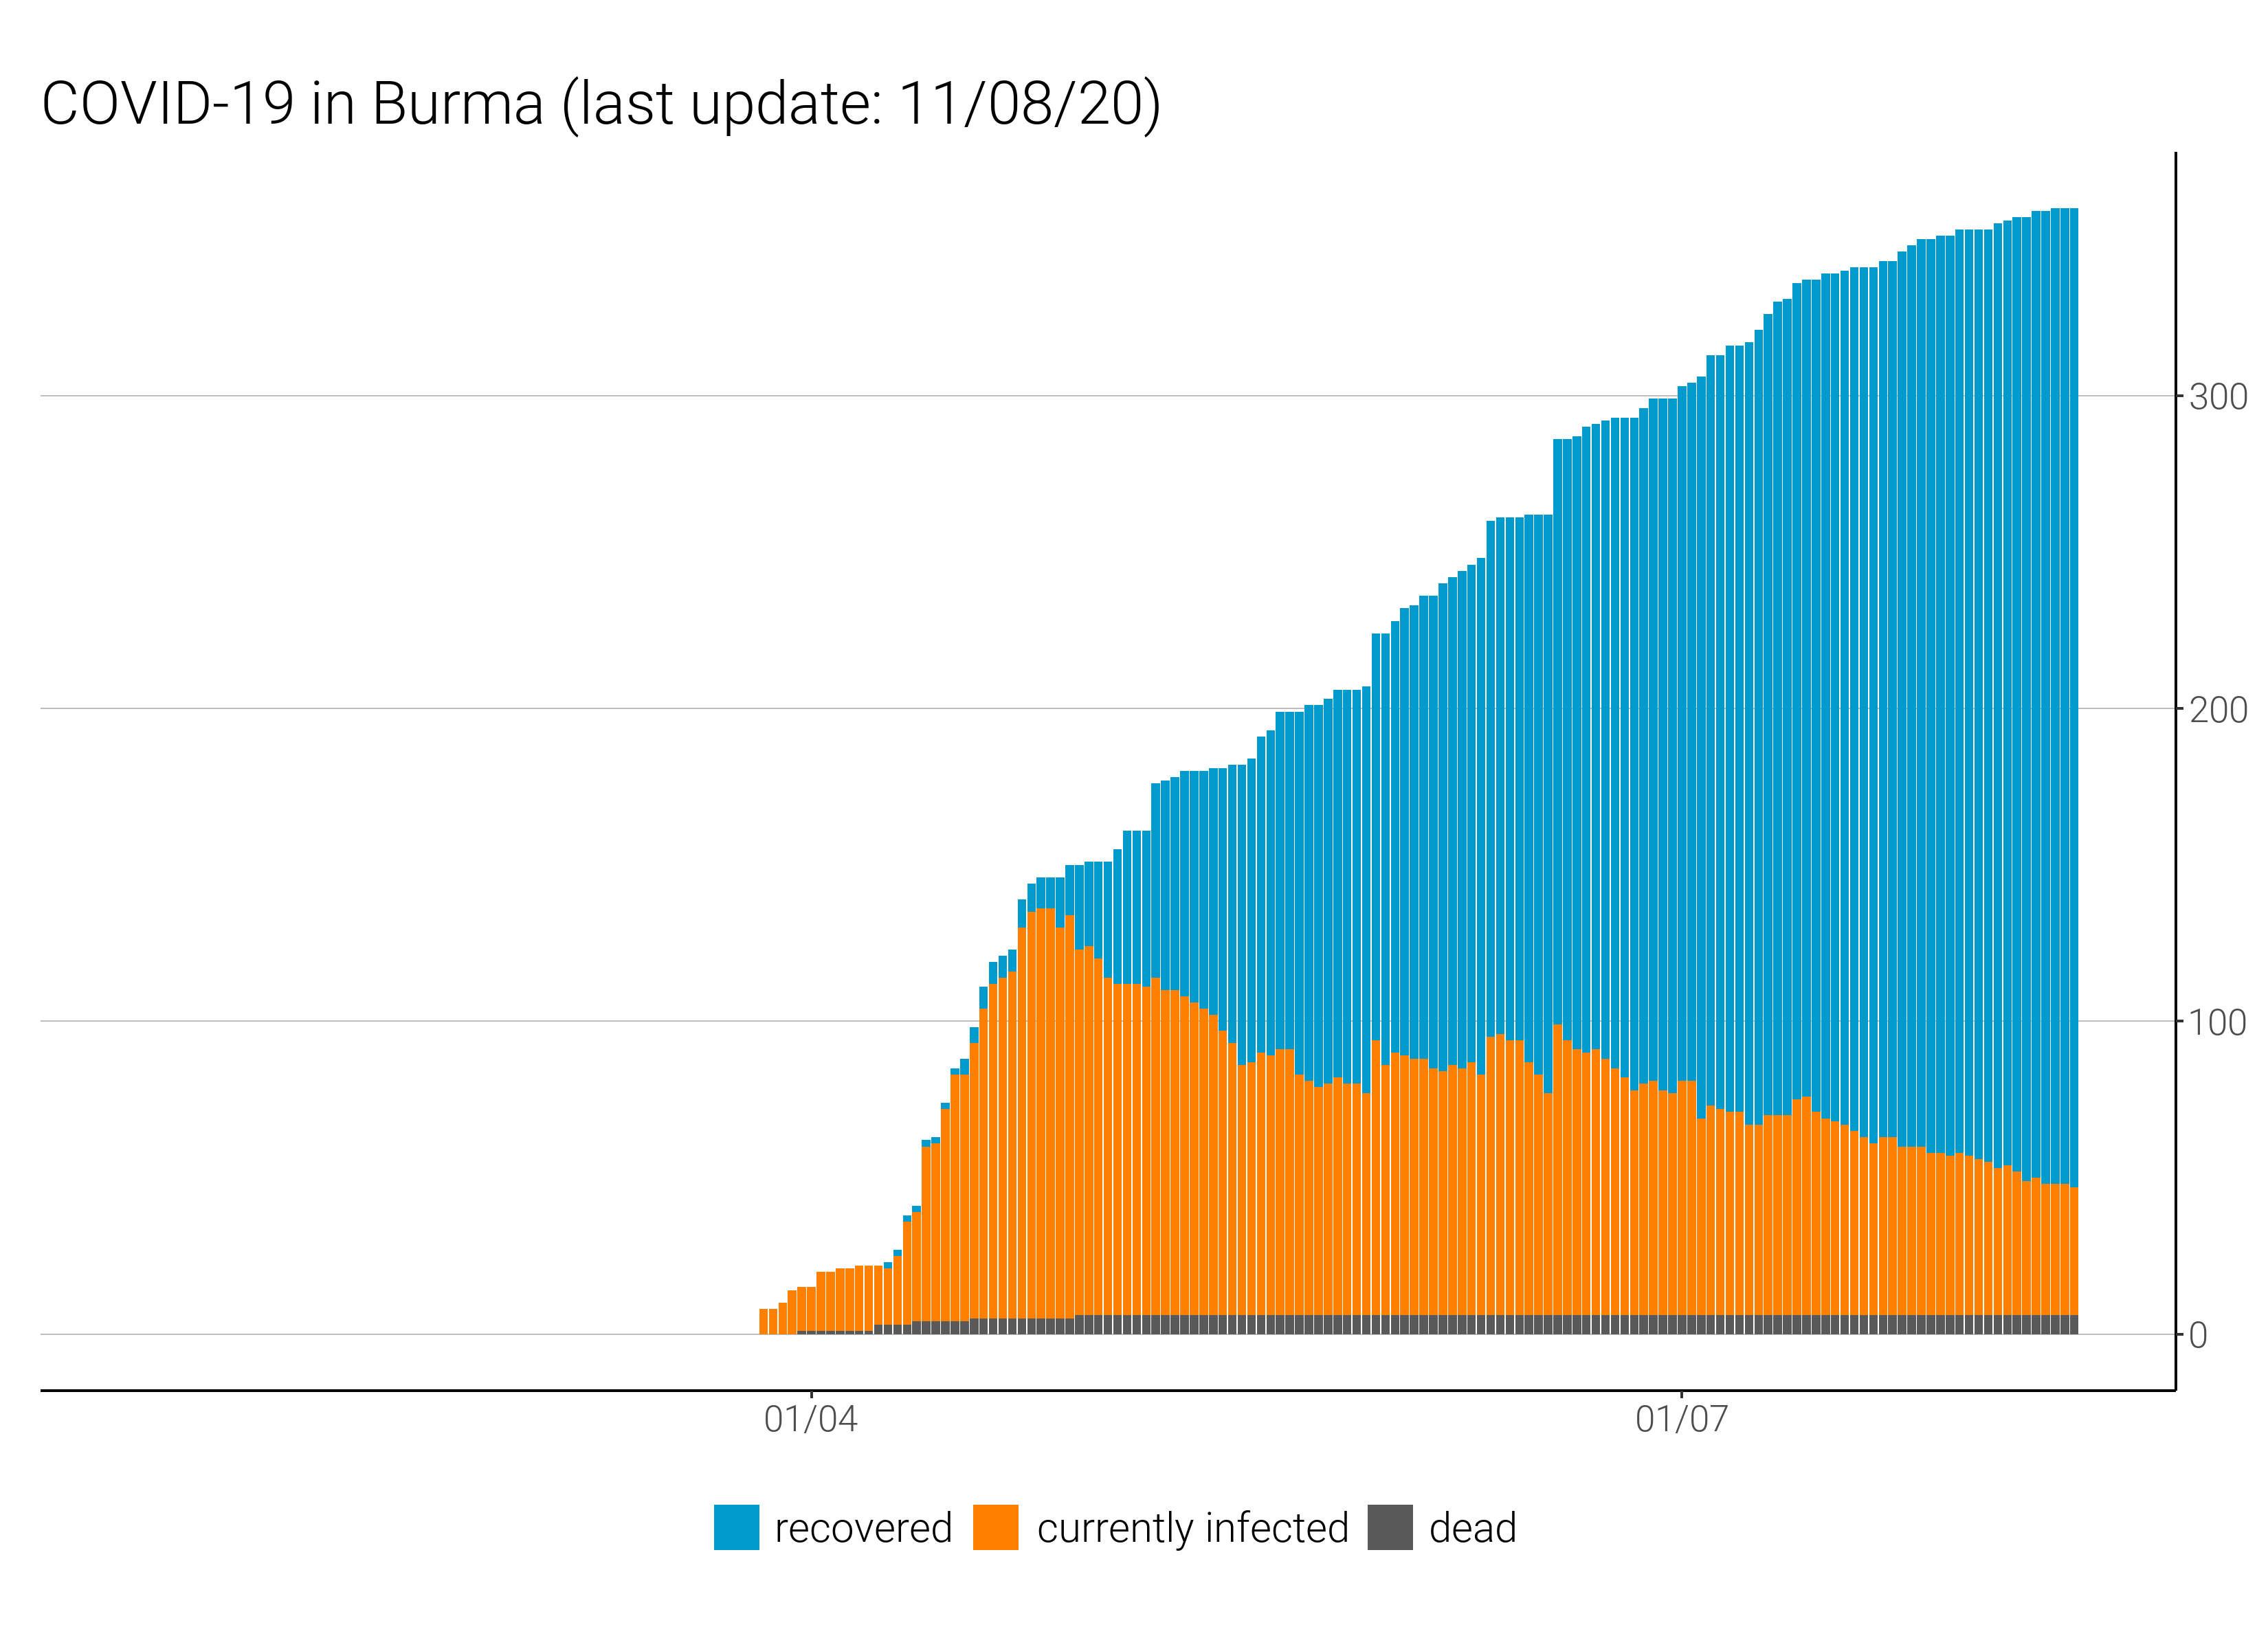 COVID-19 in Burma (last update: 11/08/20)
300
200
100
0
01/04 01/07
recovered currently infected dead